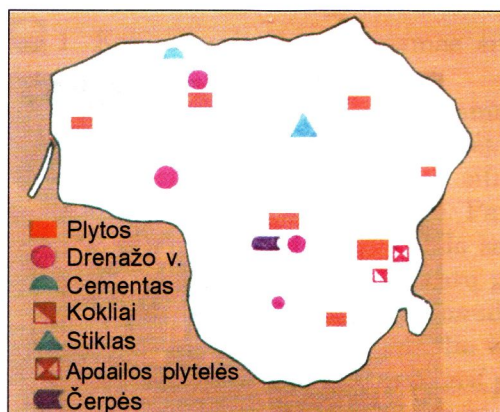 Plytos
Drenažo v.
Cementas
Kokliai
Stiklas
Apdailos plytelės
Čerpės